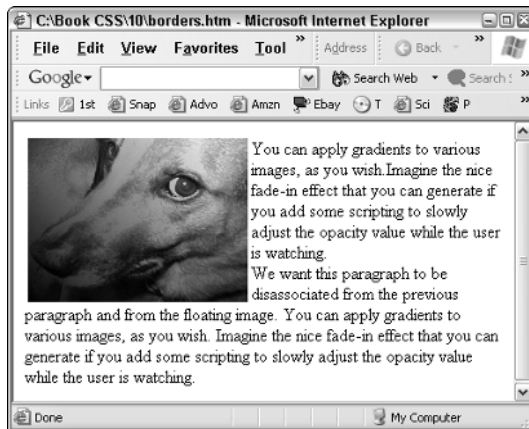 C:\Book CSS\10\borders.htm - Microsoft Internet Explorer
File Edit View Favorites Tool » Address Back »
Google Search Web Search S »
Links 1st Snap Advo Amzn Ebay T Sci P »
You can apply gradients to various
images, as you wish.Imagine the nice
fade-in effect that you can generate if
you add some scripting to slowly
adjust the opacity value while the user
is watching.
We want this paragraph to be
disassociated from the previous
paragraph and from the floating image. You can apply gradients to
various images, as you wish. Imagine the nice fade-in effect that you can
generate if you add some scripting to slowly adjust the opacity value
while the user is watching.
Done My Computer